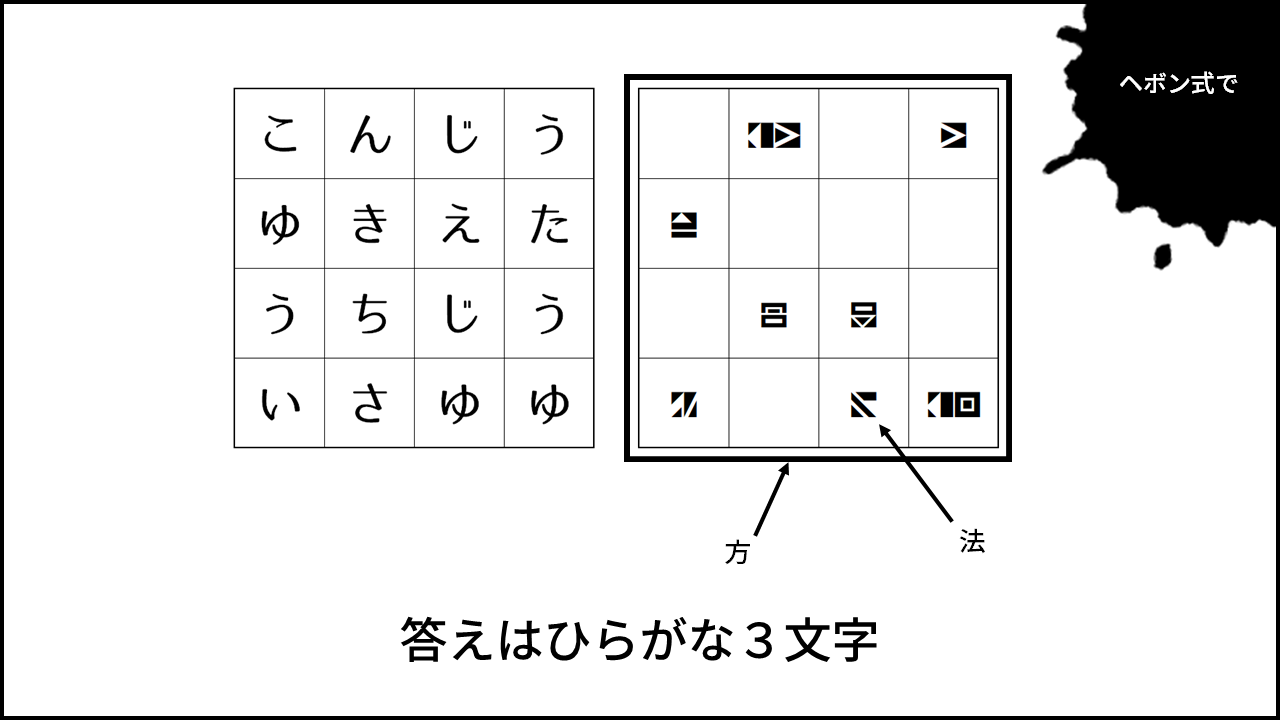 ヘボン式で
こんじう
ゆきえた
うちじう
いさゆゆ
方
法
答えはひらがな３文字